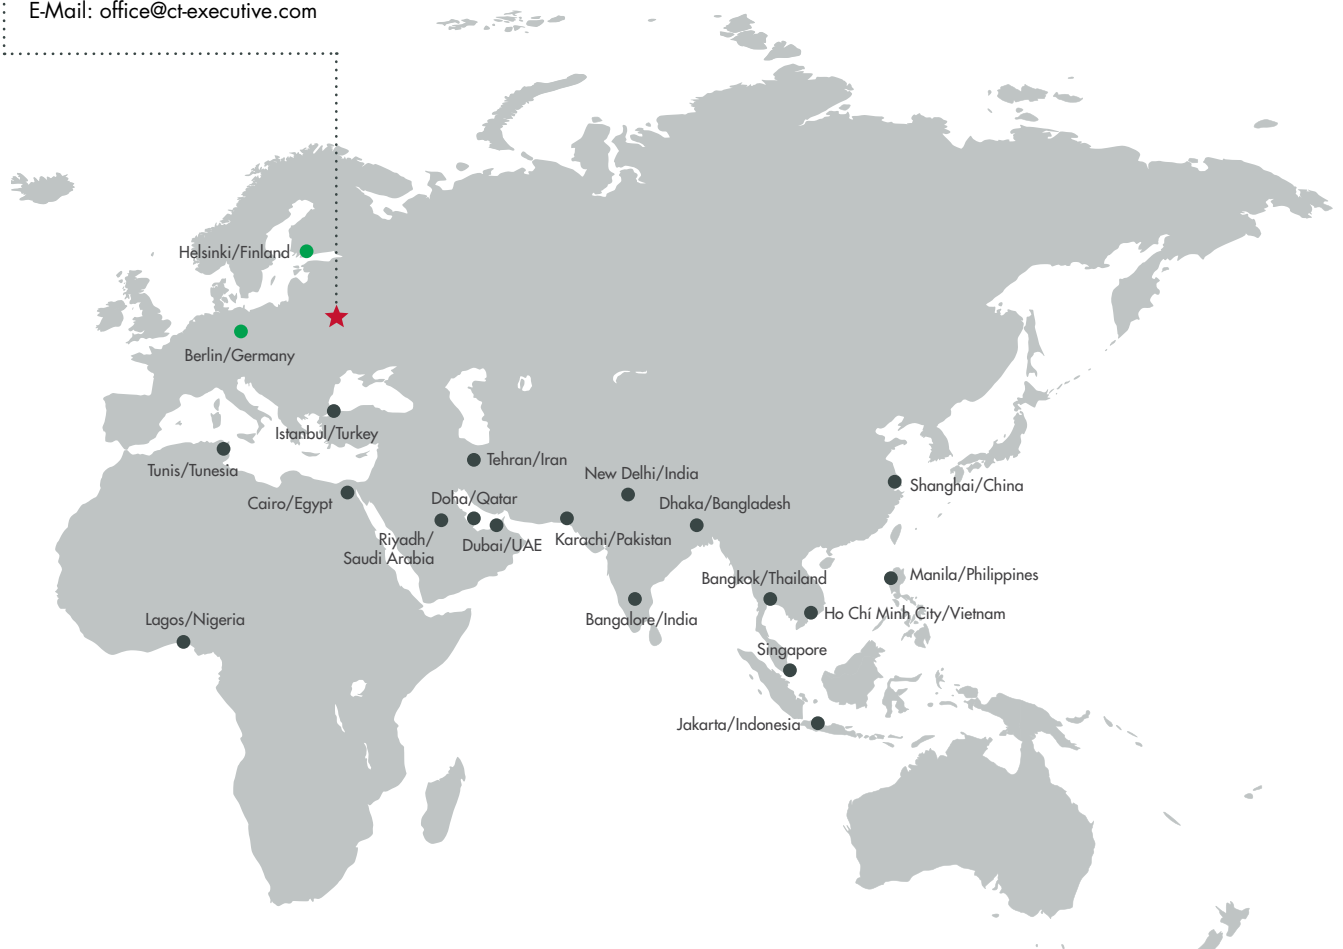 E-Mail: office@ct-executive.com
Helsinki/Finland
Berlin/Germany
Istanbul/Turkey
Tunis/Tunesia
Tehran/Iran
New Delhi/India
Shanghai/China
Cairo/Egypt
Doha/Qatar
Dhaka/Bangladesh
Riyadh/
Saudi Arabia
Dubai/UAE
Karachi/Pakistan
Bangkok/Thailand
Manila/Philippines
Lagos/Nigeria
Bangalore/India
Ho Chí Minh City/Vietnam
Singapore
Jakarta/Indonesia